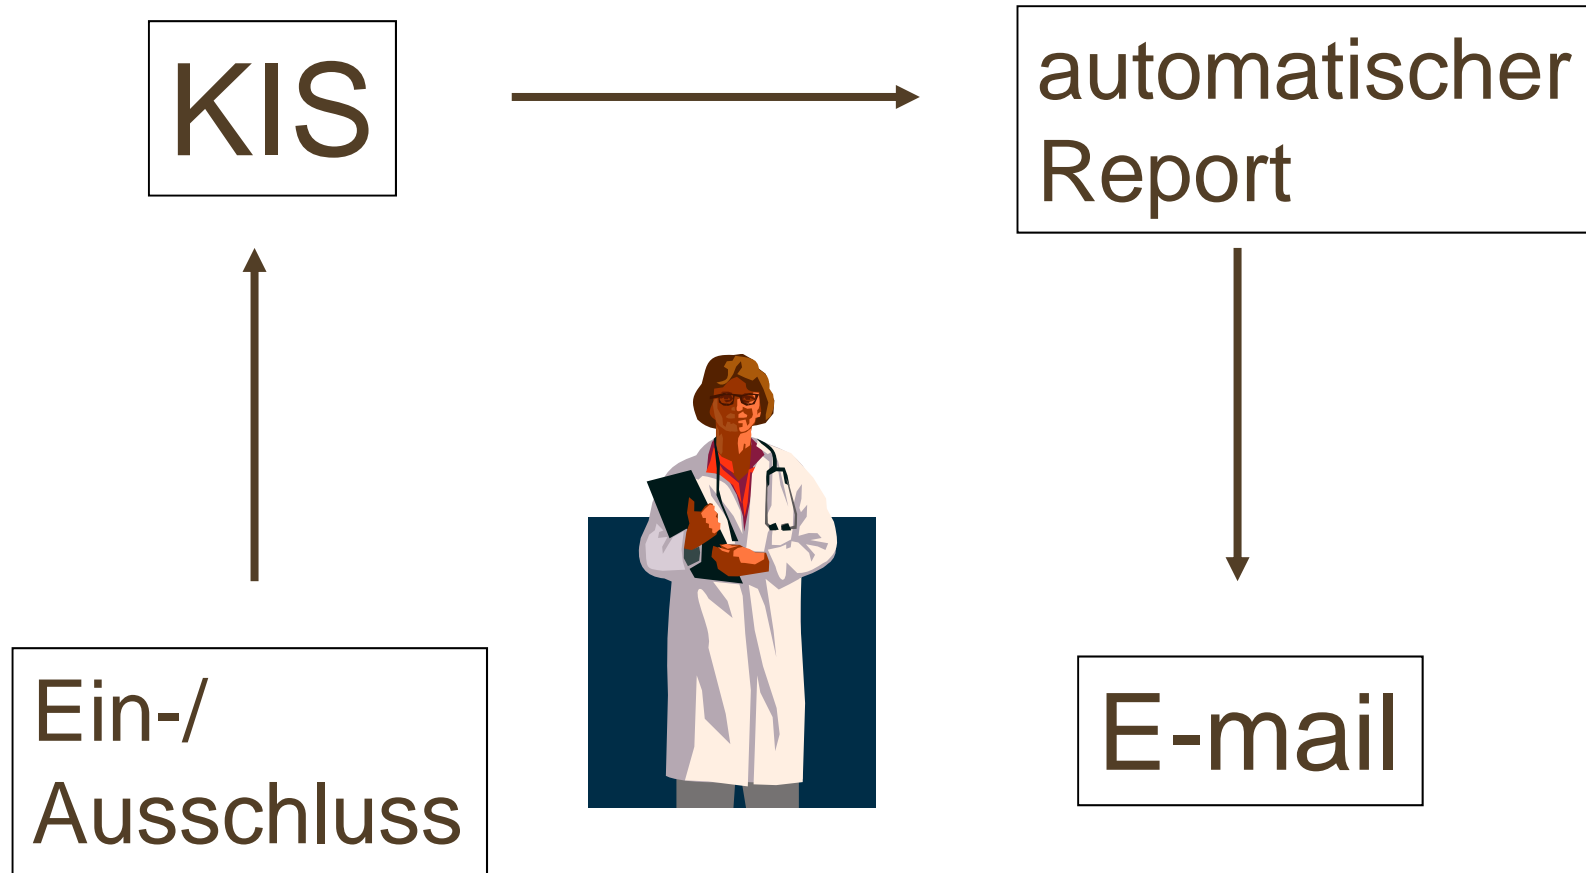 KIS
automatischer
Report
Ein-/
Ausschluss
E-mail